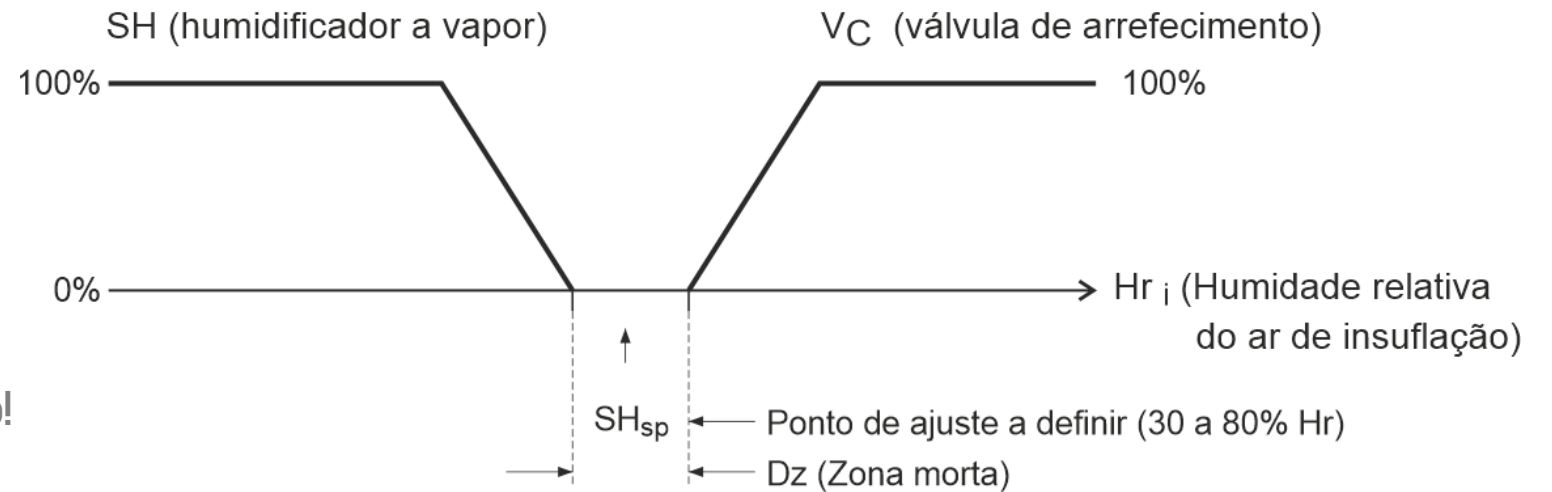 SH (humidificador a vapor)
VC (válvula de arrefecimento)
100%
100%
0%
Hr i (Humidade relativa
do ar de insuflação)
SHsp
Ponto de ajuste a definir (30 a 80% Hr)
Dz (Zona morta)